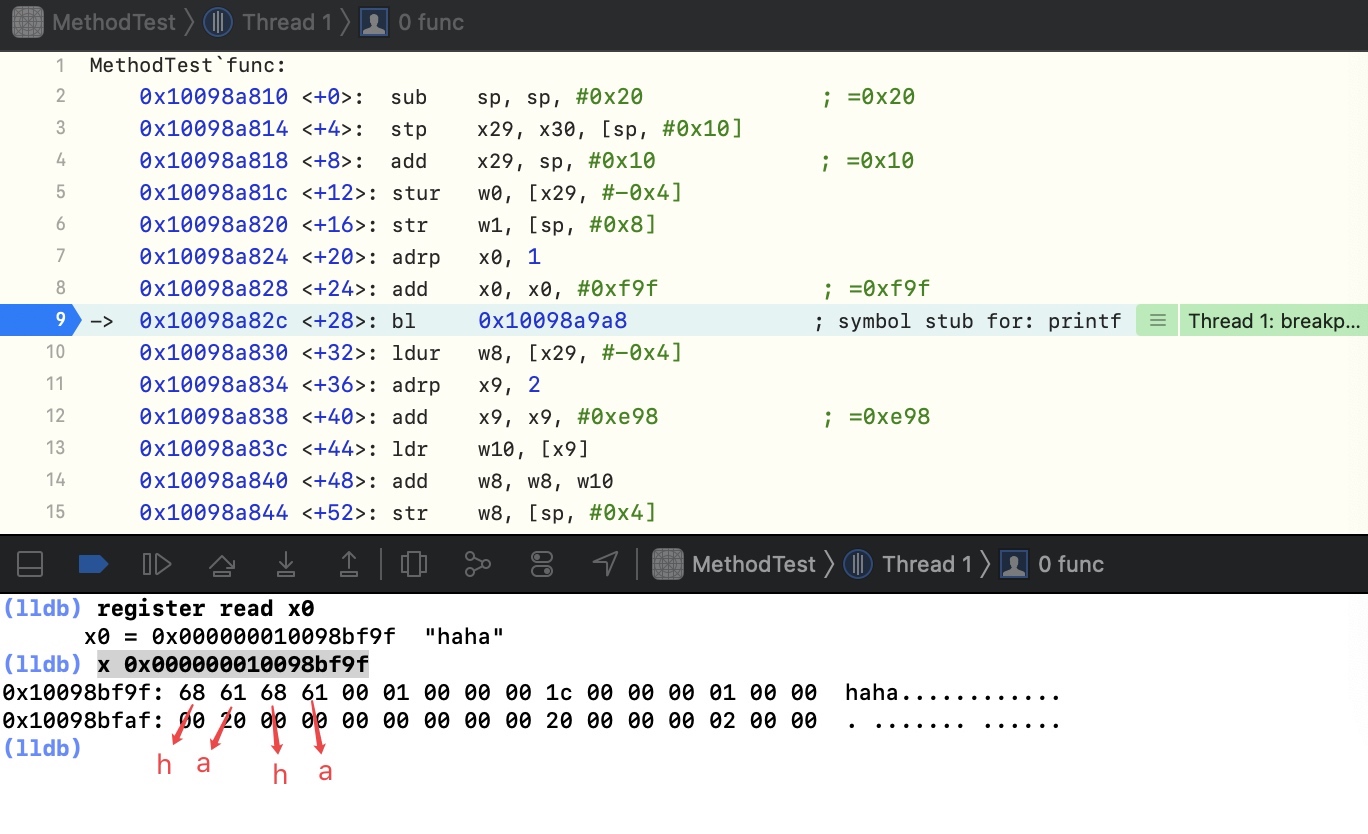 MethodTest 〉 Thread 1 〉 0 func
1 MethodTest`func:
2 0x10098a810 <+0>: sub sp, sp, #0x20 ; =0x20
3 0x10098a814 <+4>: stp x29, x30, [sp, #0x10]
4 0x10098a818 <+8>: add x29, sp, #0x10 ; =0x10
5 0x10098a81c <+12>: stur w0, [x29, #-0x4]
6 0x10098a820 <+16>: str w1, [sp, #0x8]
7 0x10098a824 <+20>: adrp x0, 1
8 0x10098a828 <+24>: add x0, x0, #0xf9f ; =0xf9f
9 -> 0x10098a82c <+28>: bl 0x10098a9a8 ; symbol stub for: printf Thread 1: breakp...
10 0x10098a830 <+32>: ldur w8, [x29, #-0x4]
11 0x10098a834 <+36>: adrp x9, 2
12 0x10098a838 <+40>: add x9, x9, #0xe98 ; =0xe98
13 0x10098a83c <+44>: ldr w10, [x9]
14 0x10098a840 <+48>: add w8, w8, w10
15 0x10098a844 <+52>: str w8, [sp, #0x4]
MethodTest 〉 Thread 1 〉 0 func
(lldb) register read x0
x0 = 0x000000010098bf9f "haha"
(lldb) x 0x000000010098bf9f
0x10098bf9f: 68 61 68 61 00 01 00 00 00 1c 00 00 00 01 00 00 haha............
0x10098bfaf: 00 20 00 00 00 00 00 00 00 20 00 00 00 02 00 00 . ....... ......
(lldb)
h a h a